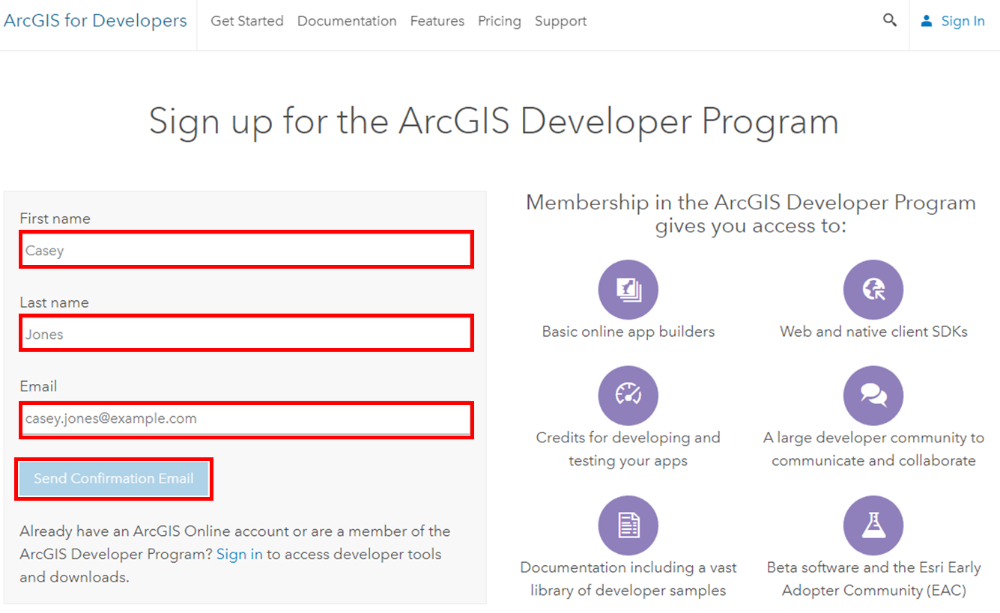 ArcGIS for Developers Get Started Documentation Features Pricing Support Sign In
Sign up for the ArcGIS Developer Program
First name
Casey
Last name
Jones
Email
casey.jones@example.com
Send Confirmation Email
Already have an ArcGIS Online account or are a member of the
ArcGIS Developer Program? Sign in to access developer tools
and downloads.
Membership in the ArcGIS Developer Program
gives you access to:
Basic online app builders
Web and native client SDKs
Credits for developing and
testing your apps
A large developer community to
communicate and collaborate
Documentation including a vast
library of developer samples
Beta software and the Esri Early
Adopter Community (EAC)